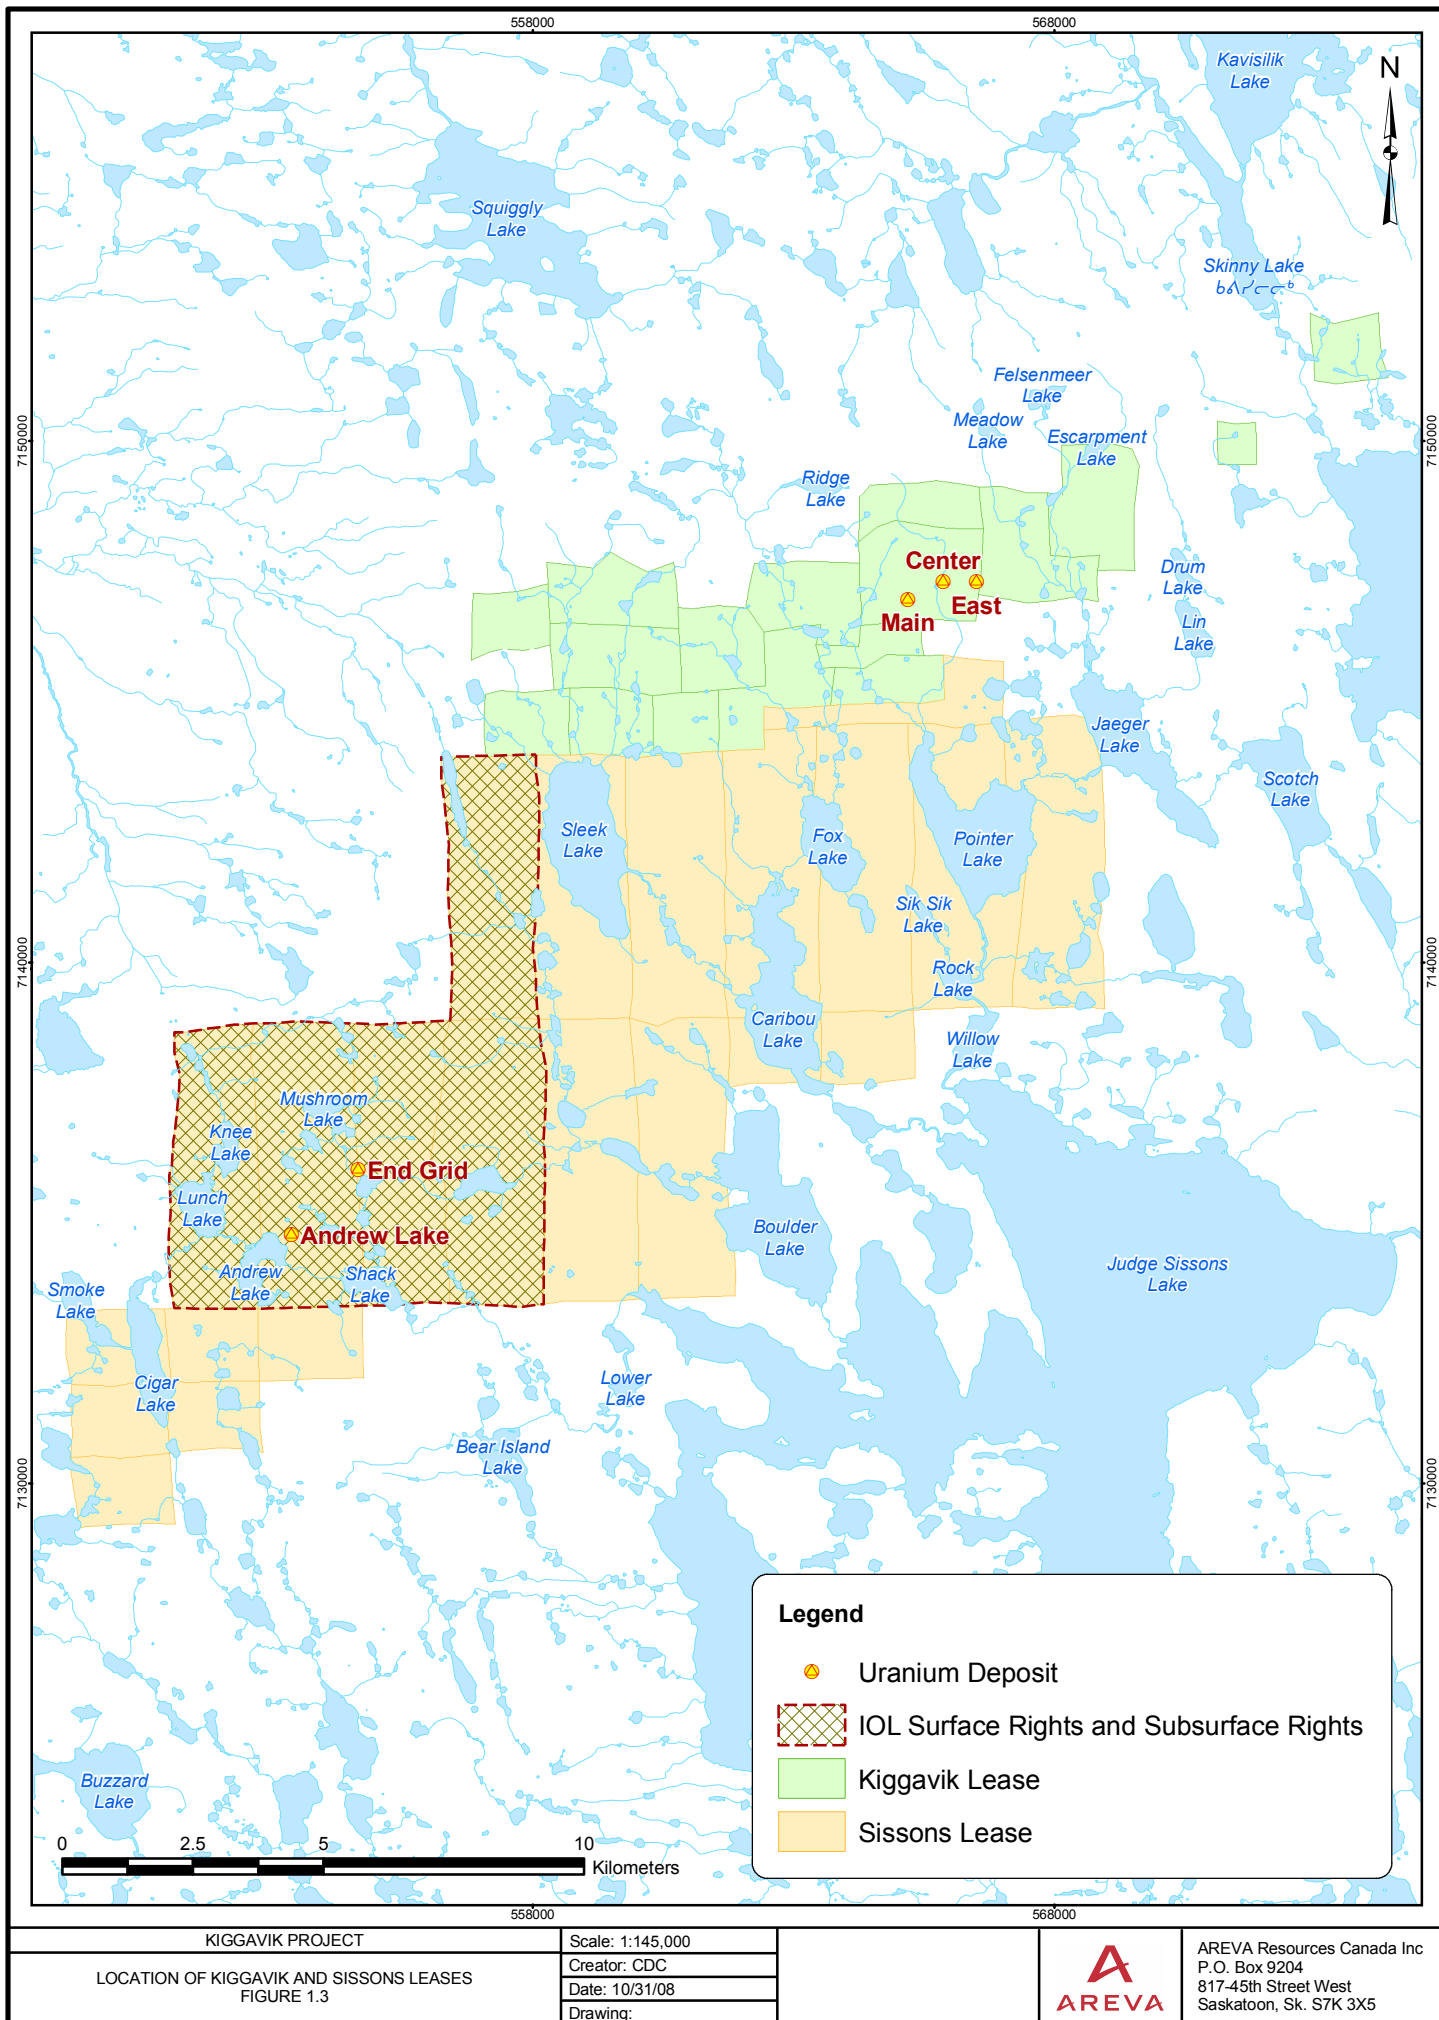 558000
568000
Kavisilik
Lake
N
Squiggly
Lake
Skinny Lake
ᑲᕕᓯᓕᓕᒃ
Felsenmeer
Lake
Meadow
Lake
Escarpment
Lake
7150000
7150000
Ridge
Lake
Center
East
Main
Drum
Lake
Lin
Lake
Jaeger
Lake
Scotch
Lake
Sleek
Lake
Fox
Lake
Pointer
Lake
Sik Sik
Lake
7140000
7140000
Rock
Lake
Caribou
Lake
Willow
Lake
Mushroom
Lake
Knee
Lake
End Grid
Lunch
Lake
Andrew Lake
Boulder
Lake
Judge Sissons
Lake
Andrew
Lake
Shack
Lake
Smoke
Lake
Cigar
Lake
Lower
Lake
Bear Island
Lake
7130000
7130000
Legend
Uranium Deposit
IOL Surface Rights and Subsurface Rights
Kiggavik Lease
Sissons Lease
Buzzard
Lake
0 2.5 5 10
Kilometers
558000
568000
KIGGAVIK PROJECT
LOCATION OF KIGGAVIK AND SISSONS LEASES
FIGURE 1.3
Scale: 1:145,000
Creator: CDC
Date: 10/31/08
Drawing:
AREVA
AREVA Resources Canada Inc
P.O. Box 9204
817-45th Street West
Saskatoon, Sk. S7K 3X5